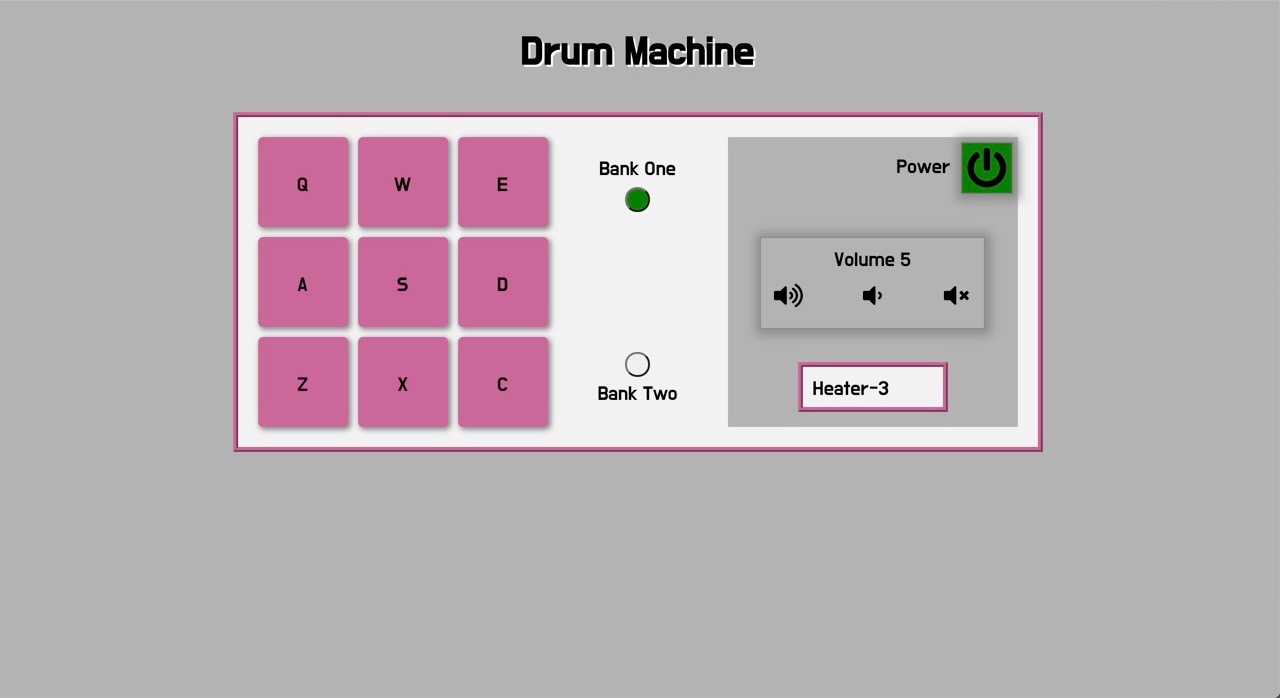 Drum Machine
Q W E
A S D
Z X C
Bank One
Bank Two
Power
Volume 5
Heater-3